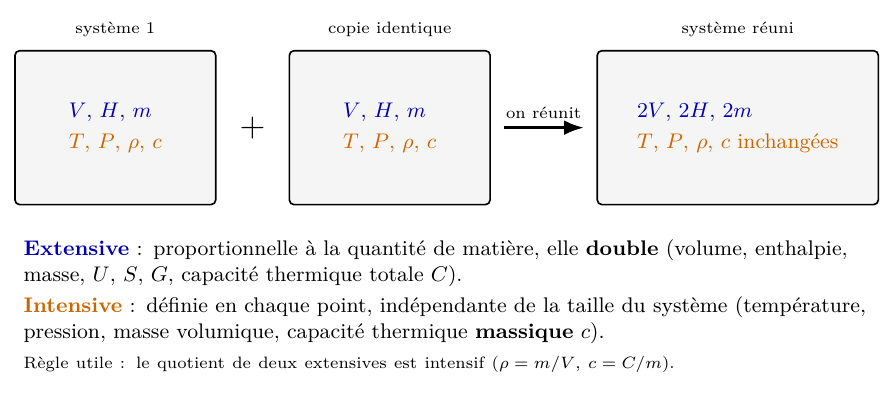 système 1
copie identique
système réuni
V, H, m
T, P, ρ, c
+
V, H, m
T, P, ρ, c
on réunit
2V, 2H, 2m
T, P, ρ, c inchangées
Extensive : proportionnelle à la quantité de matière, elle double (volume, enthalpie,
masse, U, S, G, capacité thermique totale C).
Intensive : définie en chaque point, indépendante de la taille du système (température,
pression, masse volumique, capacité thermique massique c).
Règle utile : le quotient de deux extensives est intensif (ρ = m/V, c = C/m).